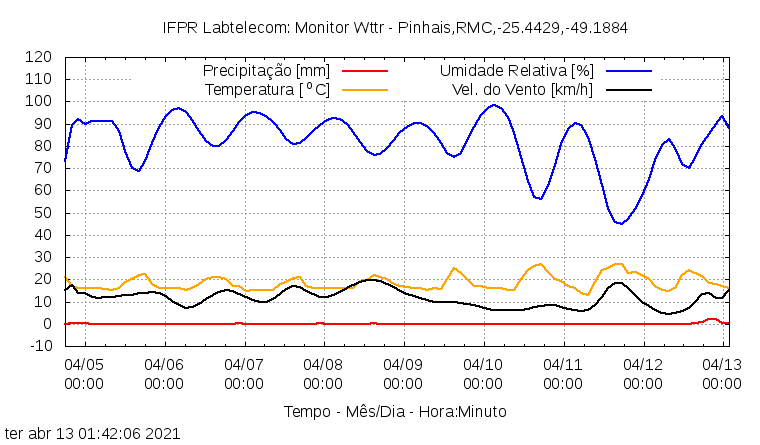 IFPR Labtelecom: Monitor Wttr - Pinhais,RMC,-25.4429,-49.1884
Precipitação [mm]
Temperatura [ ⁰C]
Umidade Relativa [%]
Vel. do Vento [km/h]
120
110
100
90
80
70
60
50
40
30
20
10
0
-10
04/05 04/06 04/07 04/08 04/09 04/10 04/11 04/12 04/13
00:00 00:00 00:00 00:00 00:00 00:00 00:00 00:00 00:00
Tempo - Mês/Dia - Hora:Minuto
ter abr 13 01:42:06 2021